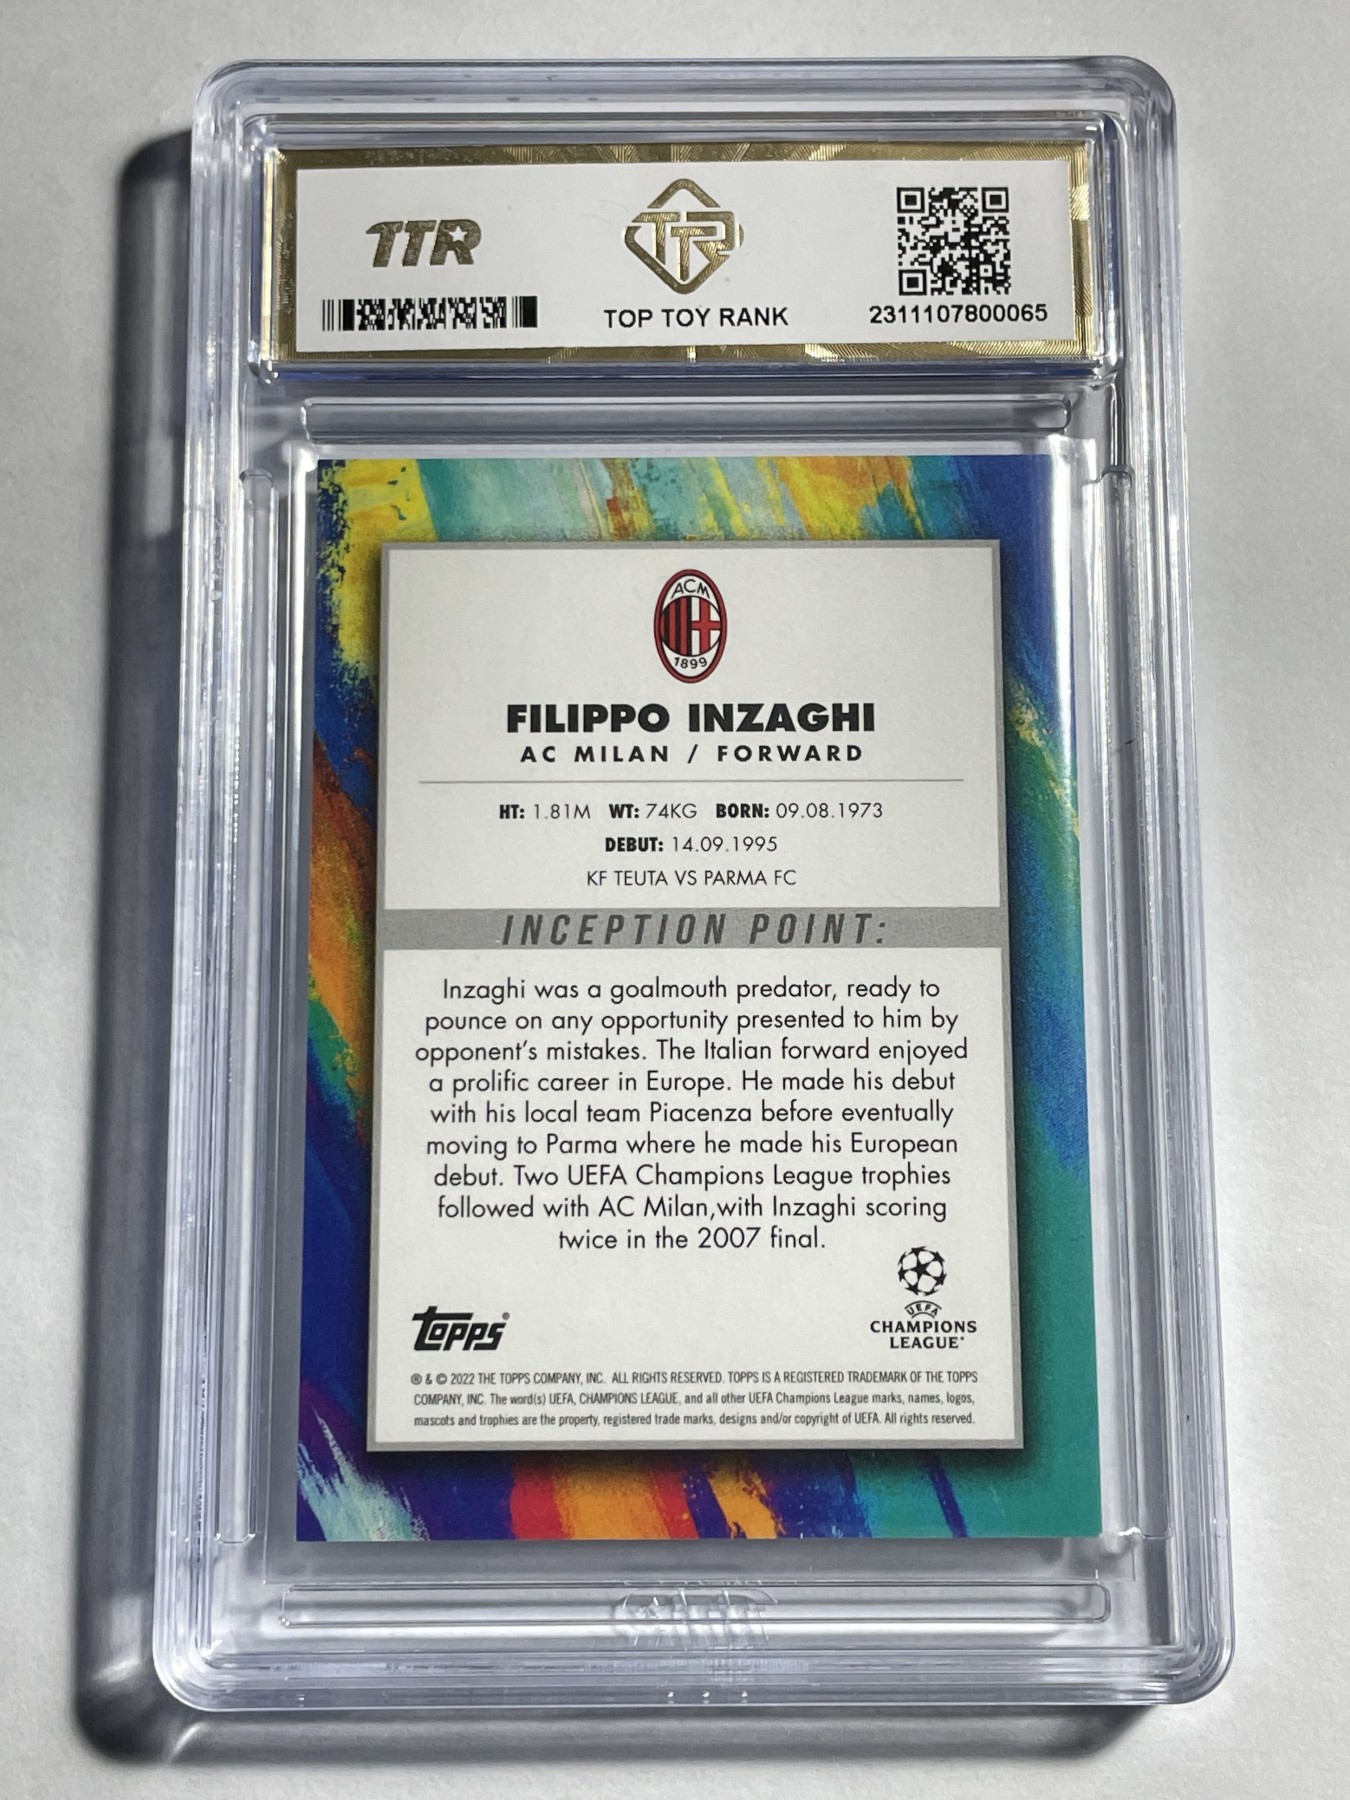 TTR
TTR
TOP TOY RANK
2311107800065
ACM
1899
FILIPPO INZAGHI
AC MILAN / FORWARD
HT: 1.81M WT: 74KG BORN: 09.08.1973
DEBUT: 14.09.1995
KF TEUTA VS PARMA FC
INCEPTION POINT:
Inzaghi was a goalmouth predator, ready to
pounce on any opportunity presented to him by
opponent's mistakes. The Italian forward enjoyed
a prolific career in Europe. He made his debut
with his local team Piacenza before eventually
moving to Parma where he made his European
debut. Two UEFA Champions League trophies
followed with AC Milan,with Inzaghi scoring
twice in the 2007 final.
Topps®
UEFA
CHAMPIONS
LEAGUE®
® & © 2022 THE TOPPS COMPANY, INC. ALL RIGHTS RESERVED. TOPPS IS A REGISTERED TRADEMARK OF THE TOPPS
COMPANY, INC. The word(s) UEFA, CHAMPIONS LEAGUE, and all other UEFA Champions League marks, names, logos,
mascots and trophies are the property, registered trade marks, designs and/or copyright of UEFA. All rights reserved.